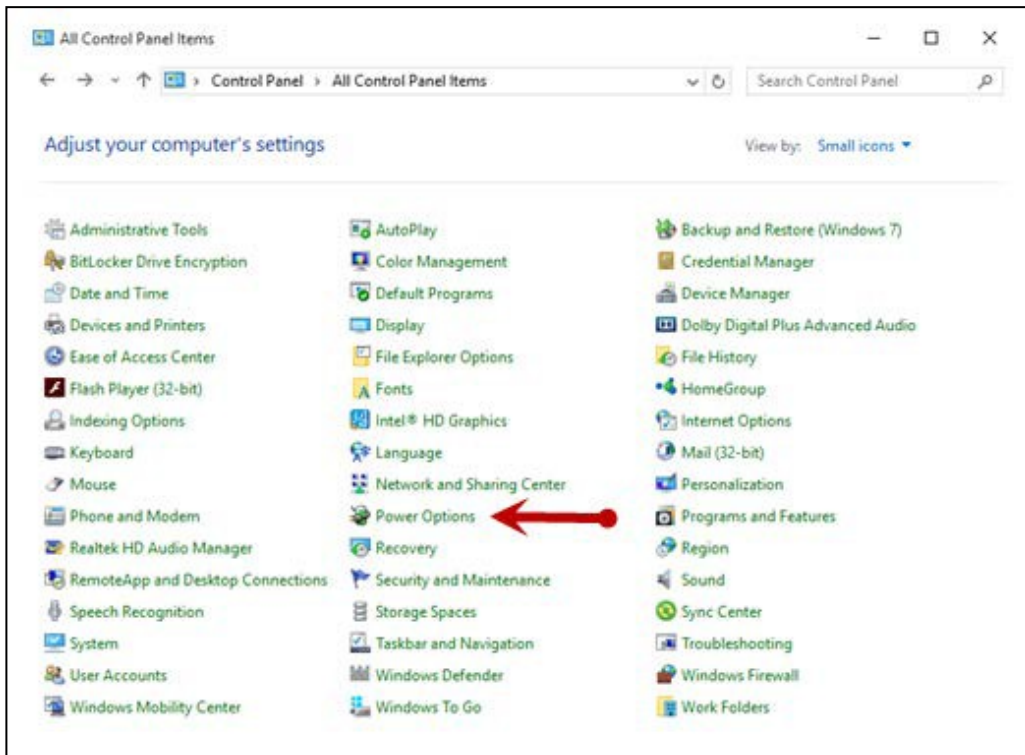 All Control Panel Items
Control Panel › All Control Panel Items Search Control Panel
Adjust your computer's settings View by: Small icons
Administrative Tools AutoPlay Backup and Restore (Windows 7)
BitLocker Drive Encryption Color Management Credential Manager
Date and Time Default Programs Device Manager
Devices and Printers Display Dolby Digital Plus Advanced Audio
Ease of Access Center File Explorer Options File History
Flash Player (32-bit) Fonts HomeGroup
Indexing Options Intel® HD Graphics Internet Options
Keyboard Language Mail (32-bit)
Mouse Network and Sharing Center Personalization
Phone and Modem Power Options Programs and Features
Realtek HD Audio Manager Recovery Region
RemoteApp and Desktop Connections Security and Maintenance Sound
Speech Recognition Storage Spaces Sync Center
System Taskbar and Navigation Troubleshooting
User Accounts Windows Defender Windows Firewall
Windows Mobility Center Windows To Go Work Folders